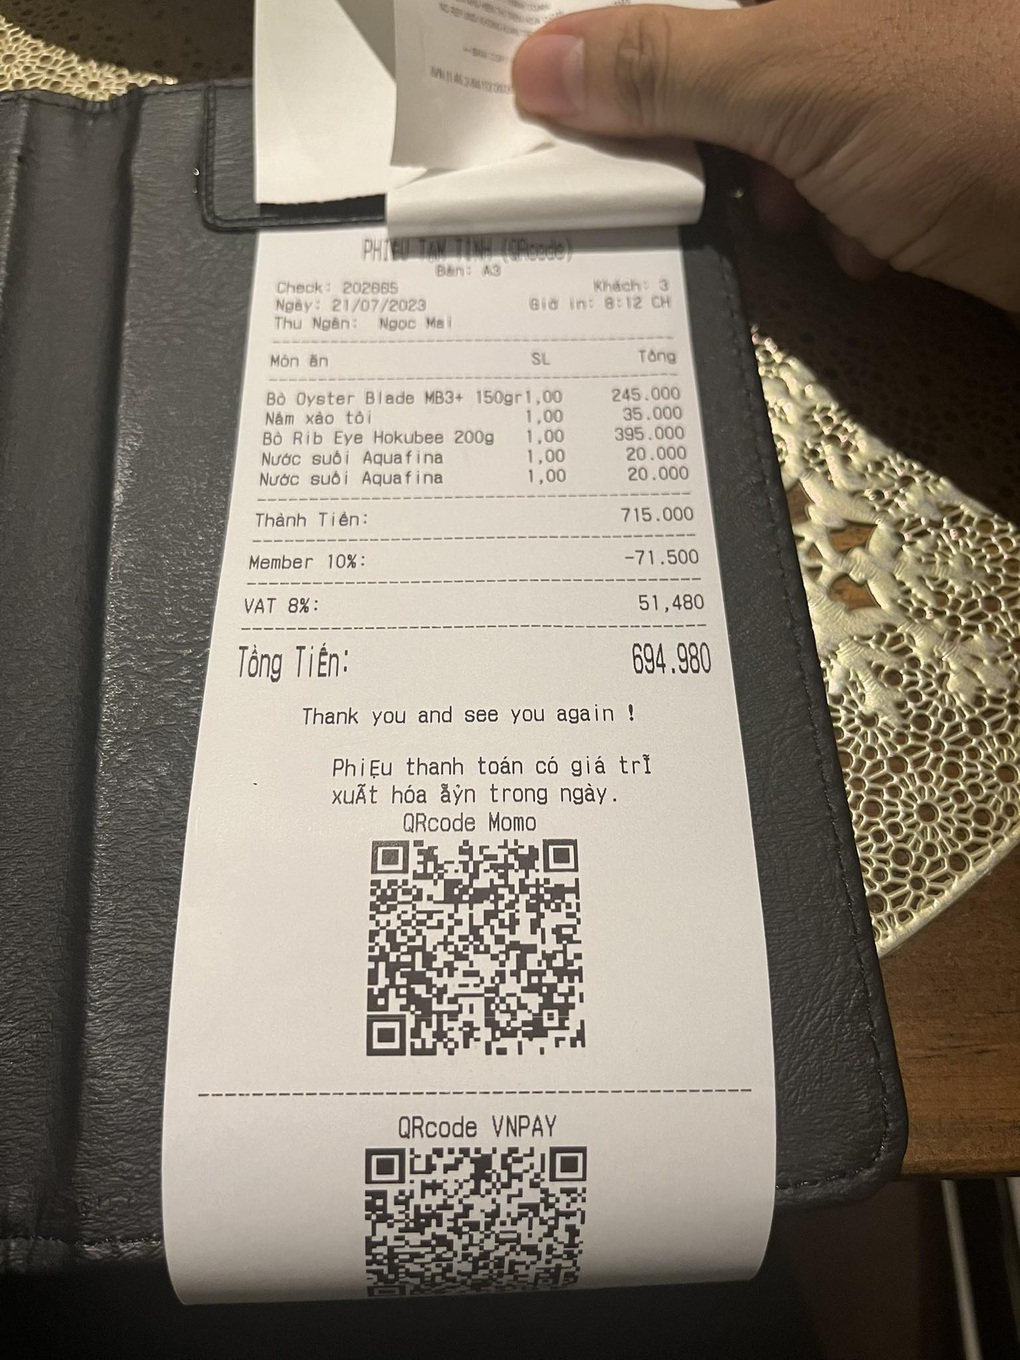 PHIẾU TẠM TÍNH (QRcode)
Bàn: A3
Check: 202665 Khách: 3
Ngày: 21/07/2023 Giờ in: 8:12 CH
Thu Ngân: Ngọc Mai
Món ăn SL Tổng
Bò Oyster Blade MB3+ 150gr1,00 245.000
Nấm xào tỏi 1,00 35.000
Bò Rib Eye Hokubee 200g 1,00 395.000
Nước suối Aquafina 1,00 20.000
Nước suối Aquafina 1,00 20.000
Thành Tiền: 715.000
Member 10%: -71.500
VAT 8%: 51,480
Tổng TiỀn: 694.980
Thank you and see you again !
PhiẸu thanh toán có giá trĨ
xuÃt hóa ẵỳn trong ngày.
QRcode Momo
QRcode VNPAY